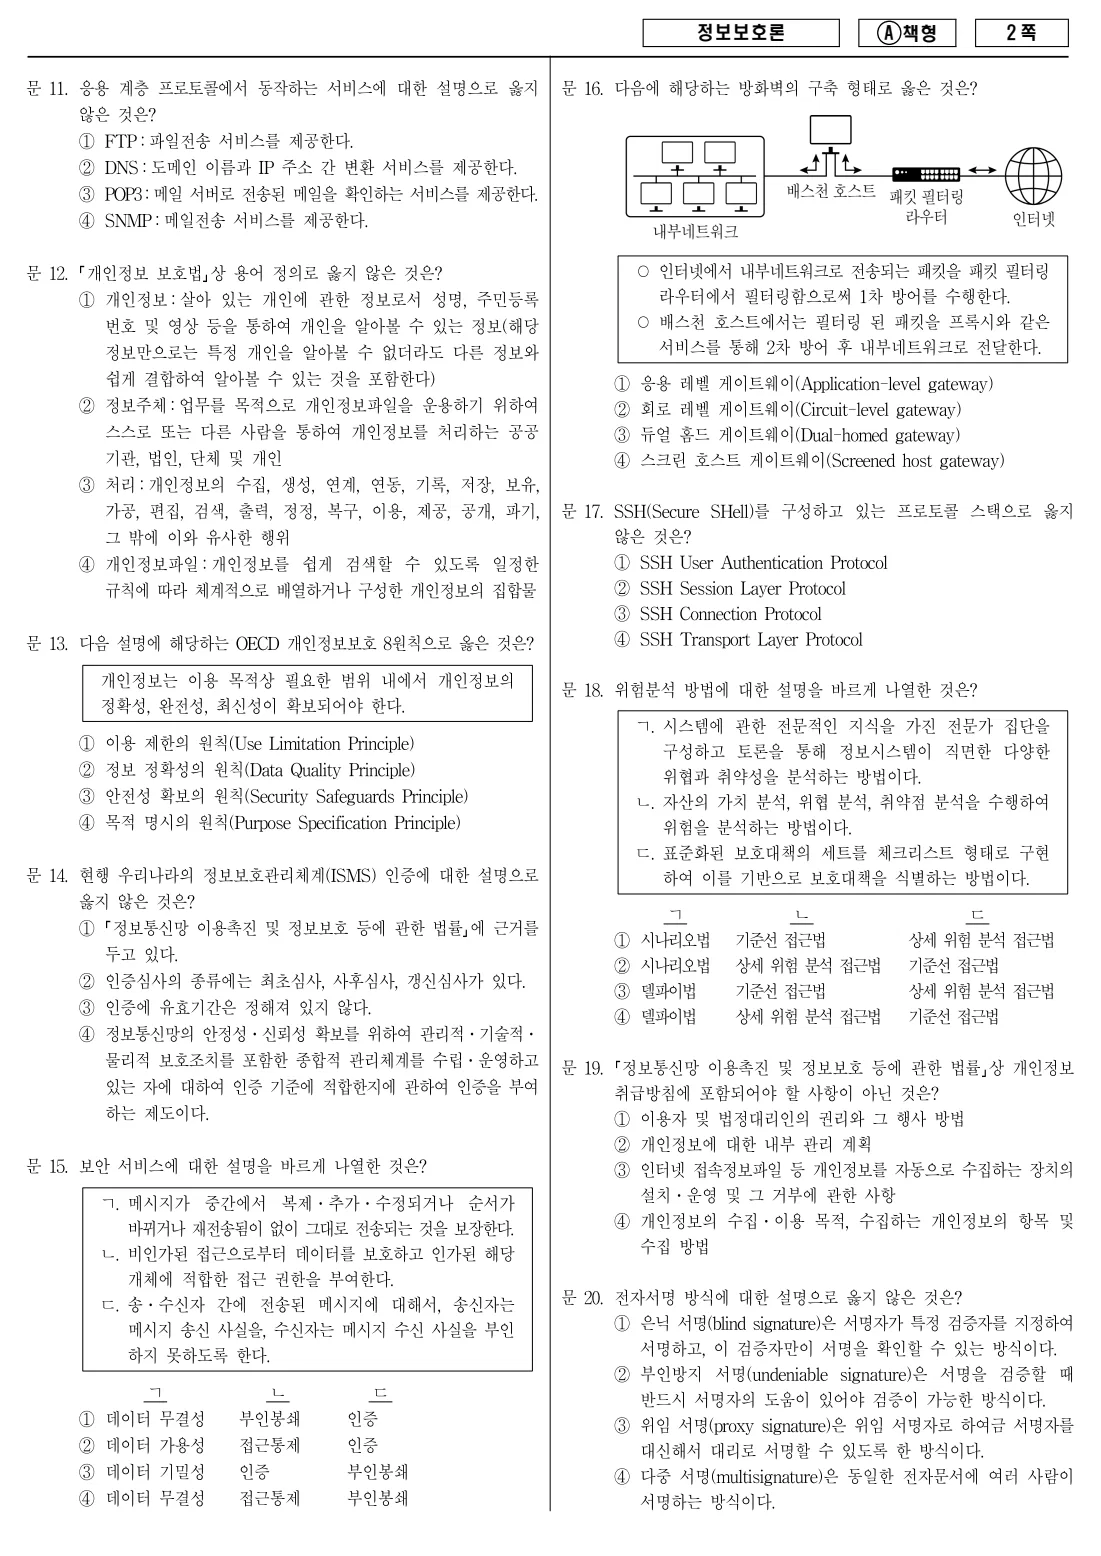 정보보호론
Ⓐ책형
2쪽
문 11. 응용 계층 프로토콜에서 동작하는 서비스에 대한 설명으로 옳지
않은 것은?
① FTP : 파일전송 서비스를 제공한다.
② DNS : 도메인 이름과 IP 주소 간 변환 서비스를 제공한다.
③ POP3 : 메일 서버로 전송된 메일을 확인하는 서비스를 제공한다.
④ SNMP : 메일전송 서비스를 제공한다.
문 12. 「개인정보 보호법」상 용어 정의로 옳지 않은 것은?
① 개인정보 : 살아 있는 개인에 관한 정보로서 성명, 주민등록
번호 및 영상 등을 통하여 개인을 알아볼 수 있는 정보(해당
정보만으로는 특정 개인을 알아볼 수 없더라도 다른 정보와
쉽게 결합하여 알아볼 수 있는 것을 포함한다)
② 정보주체 : 업무를 목적으로 개인정보파일을 운용하기 위하여
스스로 또는 다른 사람을 통하여 개인정보를 처리하는 공공
기관, 법인, 단체 및 개인
③ 처리 : 개인정보의 수집, 생성, 연계, 연동, 기록, 저장, 보유,
가공, 편집, 검색, 출력, 정정, 복구, 이용, 제공, 공개, 파기,
그 밖에 이와 유사한 행위
④ 개인정보파일 : 개인정보를 쉽게 검색할 수 있도록 일정한
규칙에 따라 체계적으로 배열하거나 구성한 개인정보의 집합물
문 13. 다음 설명에 해당하는 OECD 개인정보보호 8원칙으로 옳은 것은?
개인정보는 이용 목적상 필요한 범위 내에서 개인정보의
정확성, 완전성, 최신성이 확보되어야 한다.
① 이용 제한의 원칙(Use Limitation Principle)
② 정보 정확성의 원칙(Data Quality Principle)
③ 안전성 확보의 원칙(Security Safeguards Principle)
④ 목적 명시의 원칙(Purpose Specification Principle)
문 14. 현행 우리나라의 정보보호관리체계(ISMS) 인증에 대한 설명으로
옳지 않은 것은?
① 「정보통신망 이용촉진 및 정보보호 등에 관한 법률」에 근거를
두고 있다.
② 인증심사의 종류에는 최초심사, 사후심사, 갱신심사가 있다.
③ 인증에 유효기간은 정해져 있지 않다.
④ 정보통신망의 안정성·신뢰성 확보를 위하여 관리적·기술적·
물리적 보호조치를 포함한 종합적 관리체계를 수립·운영하고
있는 자에 대하여 인증 기준에 적합한지에 관하여 인증을 부여
하는 제도이다.
문 15. 보안 서비스에 대한 설명을 바르게 나열한 것은?
ㄱ. 메시지가 중간에서 복제·추가·수정되거나 순서가
바뀌거나 재전송됨이 없이 그대로 전송되는 것을 보장한다.
ㄴ. 비인가된 접근으로부터 데이터를 보호하고 인가된 해당
개체에 적합한 접근 권한을 부여한다.
ㄷ. 송·수신자 간에 전송된 메시지에 대해서, 송신자는
메시지 송신 사실을, 수신자는 메시지 수신 사실을 부인
하지 못하도록 한다.
ㄱ ㄴ ㄷ
① 데이터 무결성 부인봉쇄 인증
② 데이터 가용성 접근통제 인증
③ 데이터 기밀성 인증 부인봉쇄
④ 데이터 무결성 접근통제 부인봉쇄
문 16. 다음에 해당하는 방화벽의 구축 형태로 옳은 것은?
배스천 호스트
패킷 필터링
라우터
인터넷
내부네트워크
○ 인터넷에서 내부네트워크로 전송되는 패킷을 패킷 필터링
라우터에서 필터링함으로써 1차 방어를 수행한다.
○ 배스천 호스트에서는 필터링 된 패킷을 프록시와 같은
서비스를 통해 2차 방어 후 내부네트워크로 전달한다.
① 응용 레벨 게이트웨이(Application-level gateway)
② 회로 레벨 게이트웨이(Circuit-level gateway)
③ 듀얼 홈드 게이트웨이(Dual-homed gateway)
④ 스크린 호스트 게이트웨이(Screened host gateway)
문 17. SSH(Secure SHell)를 구성하고 있는 프로토콜 스택으로 옳지
않은 것은?
① SSH User Authentication Protocol
② SSH Session Layer Protocol
③ SSH Connection Protocol
④ SSH Transport Layer Protocol
문 18. 위험분석 방법에 대한 설명을 바르게 나열한 것은?
ㄱ. 시스템에 관한 전문적인 지식을 가진 전문가 집단을
구성하고 토론을 통해 정보시스템이 직면한 다양한
위협과 취약성을 분석하는 방법이다.
ㄴ. 자산의 가치 분석, 위협 분석, 취약점 분석을 수행하여
위험을 분석하는 방법이다.
ㄷ. 표준화된 보호대책의 세트를 체크리스트 형태로 구현
하여 이를 기반으로 보호대책을 식별하는 방법이다.
ㄱ ㄴ ㄷ
① 시나리오법 기준선 접근법 상세 위험 분석 접근법
② 시나리오법 상세 위험 분석 접근법 기준선 접근법
③ 델파이법 기준선 접근법 상세 위험 분석 접근법
④ 델파이법 상세 위험 분석 접근법 기준선 접근법
문 19. 「정보통신망 이용촉진 및 정보보호 등에 관한 법률」상 개인정보
취급방침에 포함되어야 할 사항이 아닌 것은?
① 이용자 및 법정대리인의 권리와 그 행사 방법
② 개인정보에 대한 내부 관리 계획
③ 인터넷 접속정보파일 등 개인정보를 자동으로 수집하는 장치의
설치·운영 및 그 거부에 관한 사항
④ 개인정보의 수집·이용 목적, 수집하는 개인정보의 항목 및
수집 방법
문 20. 전자서명 방식에 대한 설명으로 옳지 않은 것은?
① 은닉 서명(blind signature)은 서명자가 특정 검증자를 지정하여
서명하고, 이 검증자만이 서명을 확인할 수 있는 방식이다.
② 부인방지 서명(undeniable signature)은 서명을 검증할 때
반드시 서명자의 도움이 있어야 검증이 가능한 방식이다.
③ 위임 서명(proxy signature)은 위임 서명자로 하여금 서명자를
대신해서 대리로 서명할 수 있도록 한 방식이다.
④ 다중 서명(multisignature)은 동일한 전자문서에 여러 사람이
서명하는 방식이다.